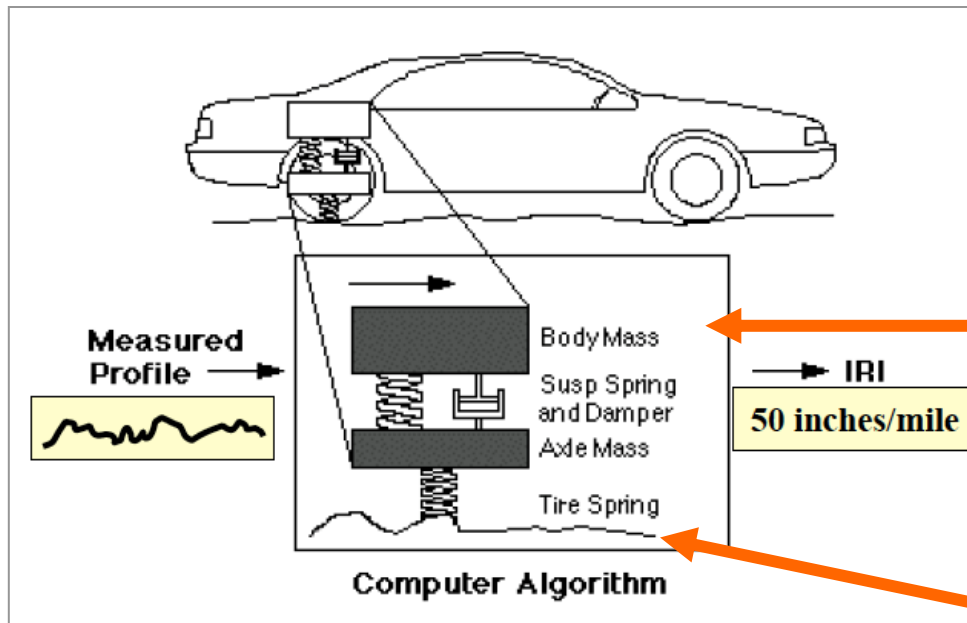 Measured
Profile
Body Mass
Susp Spring
and Damper
Axle Mass
Tire Spring
IRI
50 inches/mile
Computer Algorithm